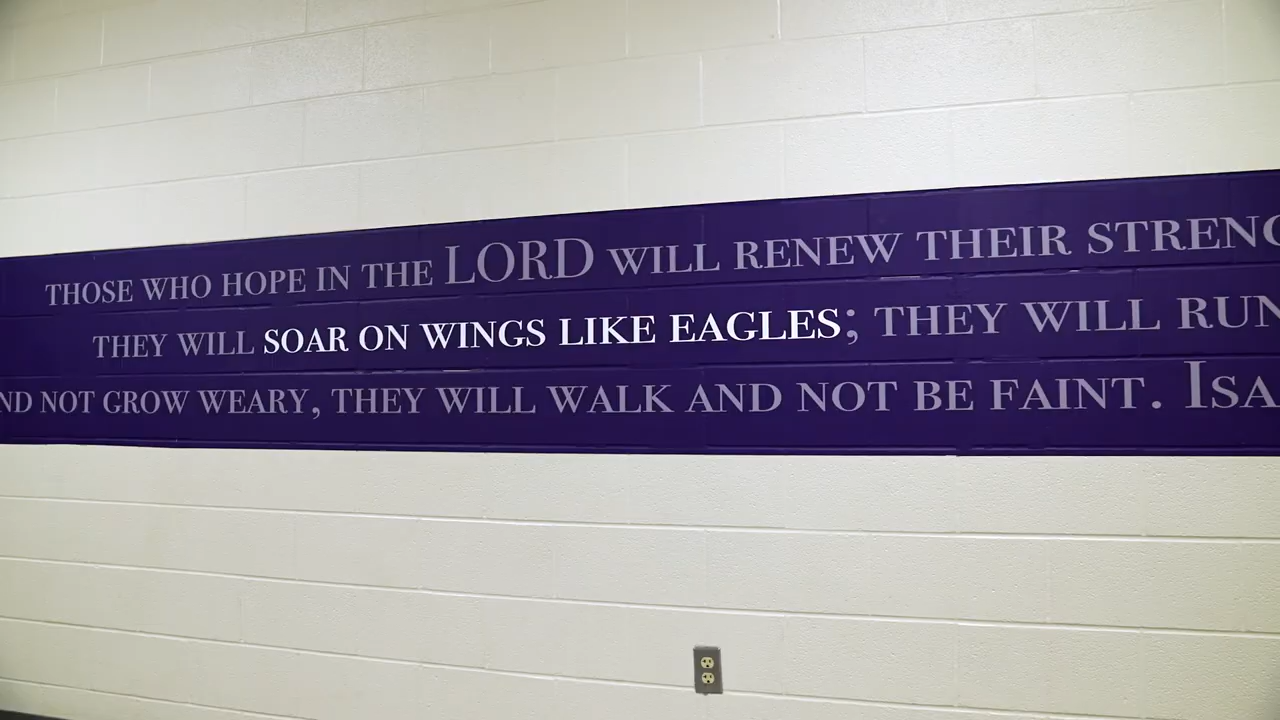 THOSE WHO HOPE IN THE LORD WILL RENEW THEIR
THEY WILL SOAR ON WINGS LIKE EAGLES; THEY WILL RUN
NOT GROW WEARY, THEY WILL WALK AND NOT BE FAINT.